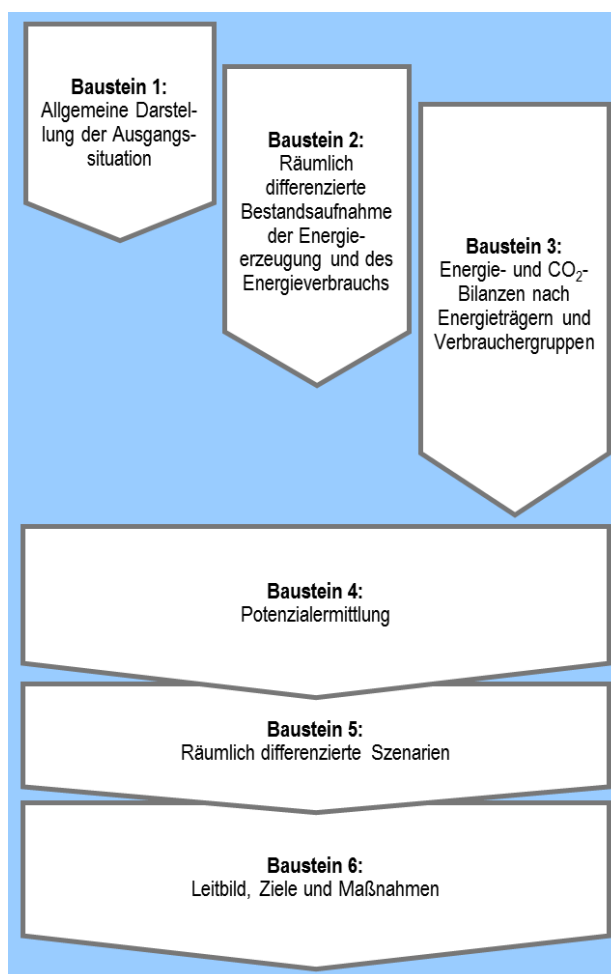 Baustein 1:
Allgemeine Darstel-
lung der Ausgangs-
situation
Baustein 2:
Räumlich
differenzierte
Bestandsaufnahme
der Energie-
erzeugung und des
Energieverbrauchs
Baustein 3:
Energie- und CO₂-
Bilanzen nach
Energieträgern und
Verbrauchergruppen
Baustein 4:
Potenzialermittlung
Baustein 5:
Räumlich differenzierte Szenarien
Baustein 6:
Leitbild, Ziele und Maßnahmen